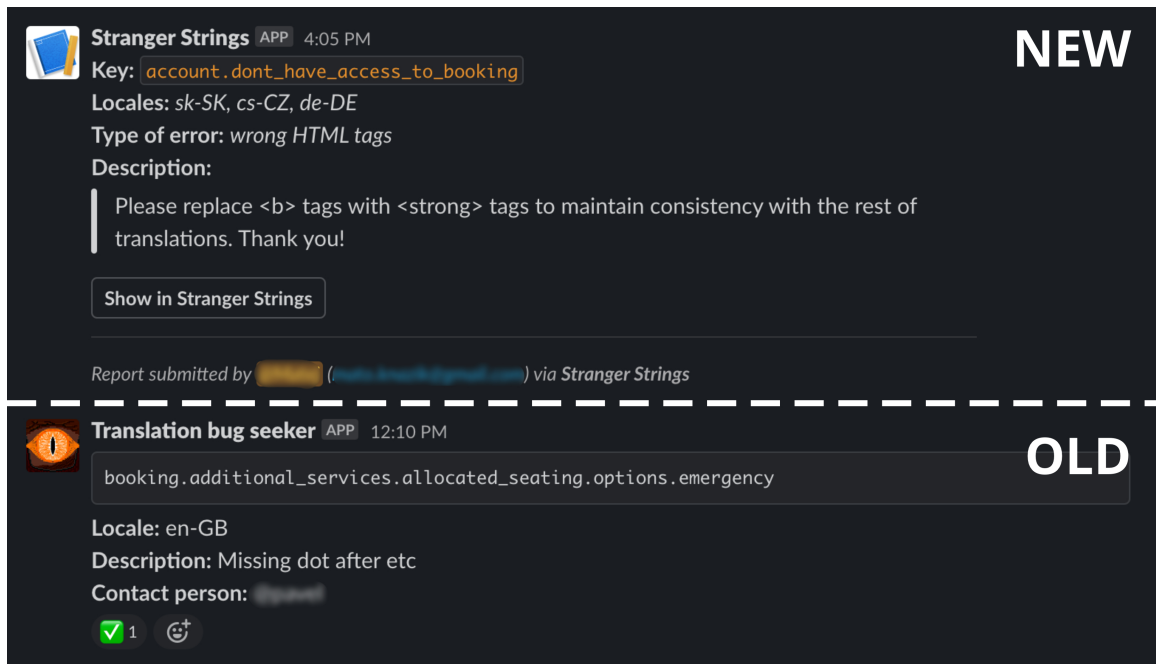 Stranger Strings APP 4:05 PM
NEW
Key: account.dont_have_access_to_booking
Locales: sk-SK, cs-CZ, de-DE
Type of error: wrong HTML tags
Description:
Please replace <b> tags with <strong> tags to maintain consistency with the rest of
translations. Thank you!
Show in Stranger Strings
Report submitted by ( ) via Stranger Strings
Translation bug seeker APP 12:10 PM
OLD
booking.additional_services.allocated_seating.options.emergency
Locale: en-GB
Description: Missing dot after etc
Contact person:
1